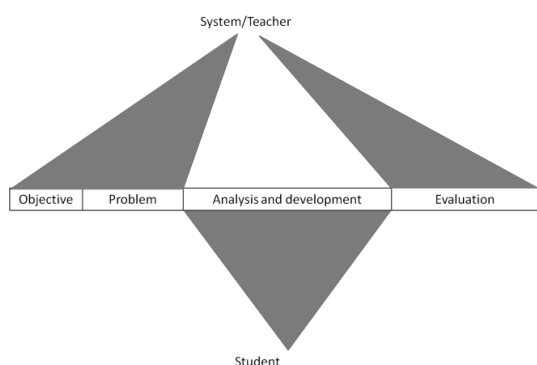 System/Teacher
Objective
Problem
Analysis and development
Evaluation
Student